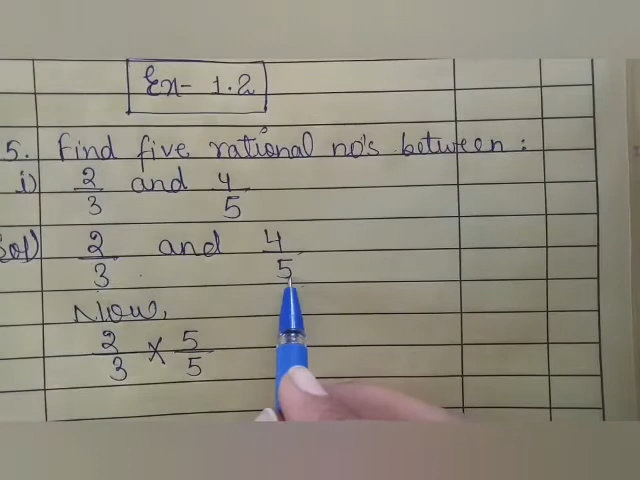 Ex- 1.2
5. Find five rational no's between:
i) 2/3 and 4/5
Sol) 2/3 and 4/5
Now,
2/3 × 5/5